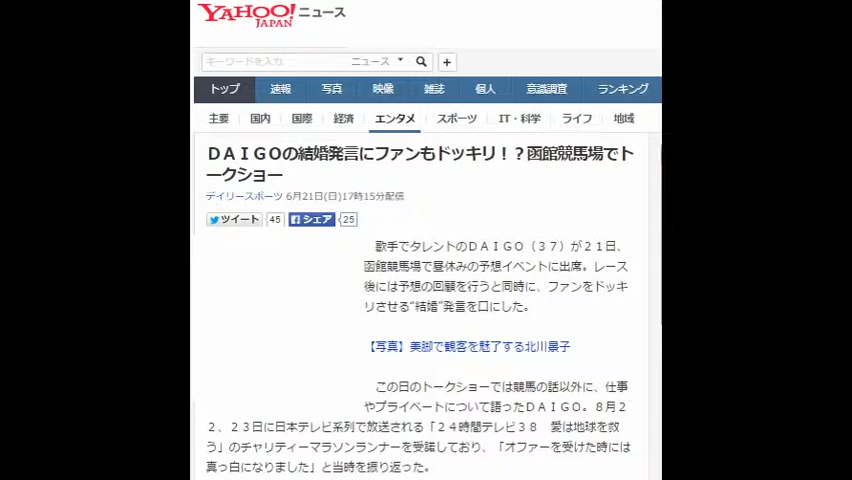 YAHOO! ニュース
JAPAN
キーワードを入力 ニュース
トップ 速報 写真 映像 雑誌 個人 意識調査 ランキング
主要 国内 国際 経済 エンタメ スポーツ IT・科学 ライフ 地域
ＤＡＩＧＯの結婚発言にファンもドッキリ！？函館競馬場でト
ークショー
デイリースポーツ 6月21日(日)17時15分配信
ツイート 45 シェア 25
歌手でタレントのＤＡＩＧＯ（３７）が２１日、
函館競馬場で昼休みの予想イベントに出席。レース
後には予想の回顧を行うと同時に、ファンをドッキ
リさせる“結婚”発言を口にした。
【写真】美脚で観客を魅了する北川景子
この日のトークショーでは競馬の話以外に、仕事
やプライベートについて語ったＤＡＩＧＯ。８月２
２、２３日に日本テレビ系列で放送される「２４時間テレビ３８　愛は地球を救
う」のチャリティーマラソンランナーを受諾しており、「オファーを受けた時には
真っ白になりました」と当時を振り返った。